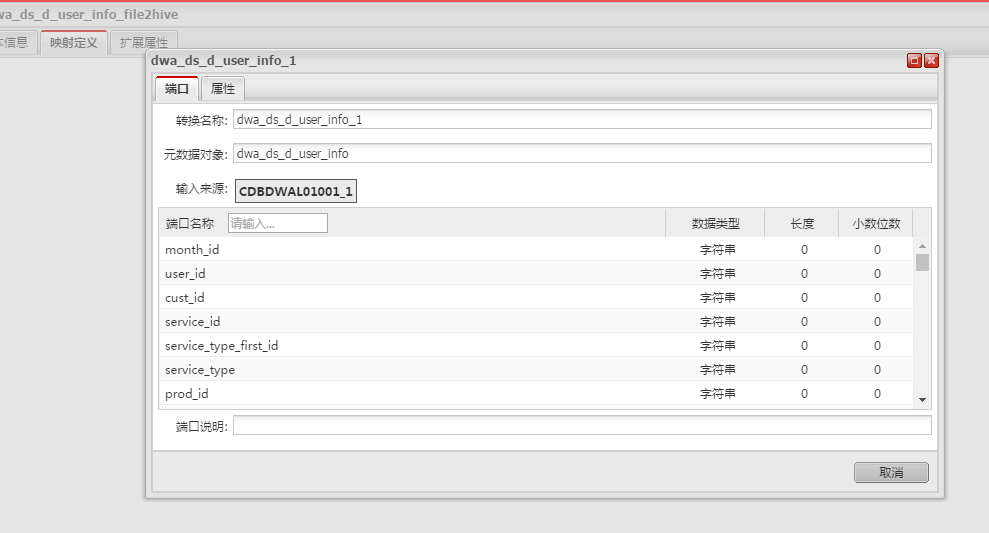 wa_ds_d_user_info_file2hive
本信息 映射定义 扩展属性
dwa_ds_d_user_info_1
端口 属性
转换名称: dwa_ds_d_user_info_1
元数据对象: dwa_ds_d_user_info
输入来源: CDBDWAL01001_1
端口名称 请输入... 数据类型 长度 小数位数
month_id 字符串 0 0
user_id 字符串 0 0
cust_id 字符串 0 0
service_id 字符串 0 0
service_type_first_id 字符串 0 0
service_type 字符串 0 0
prod_id 字符串 0 0
端口说明:
取消